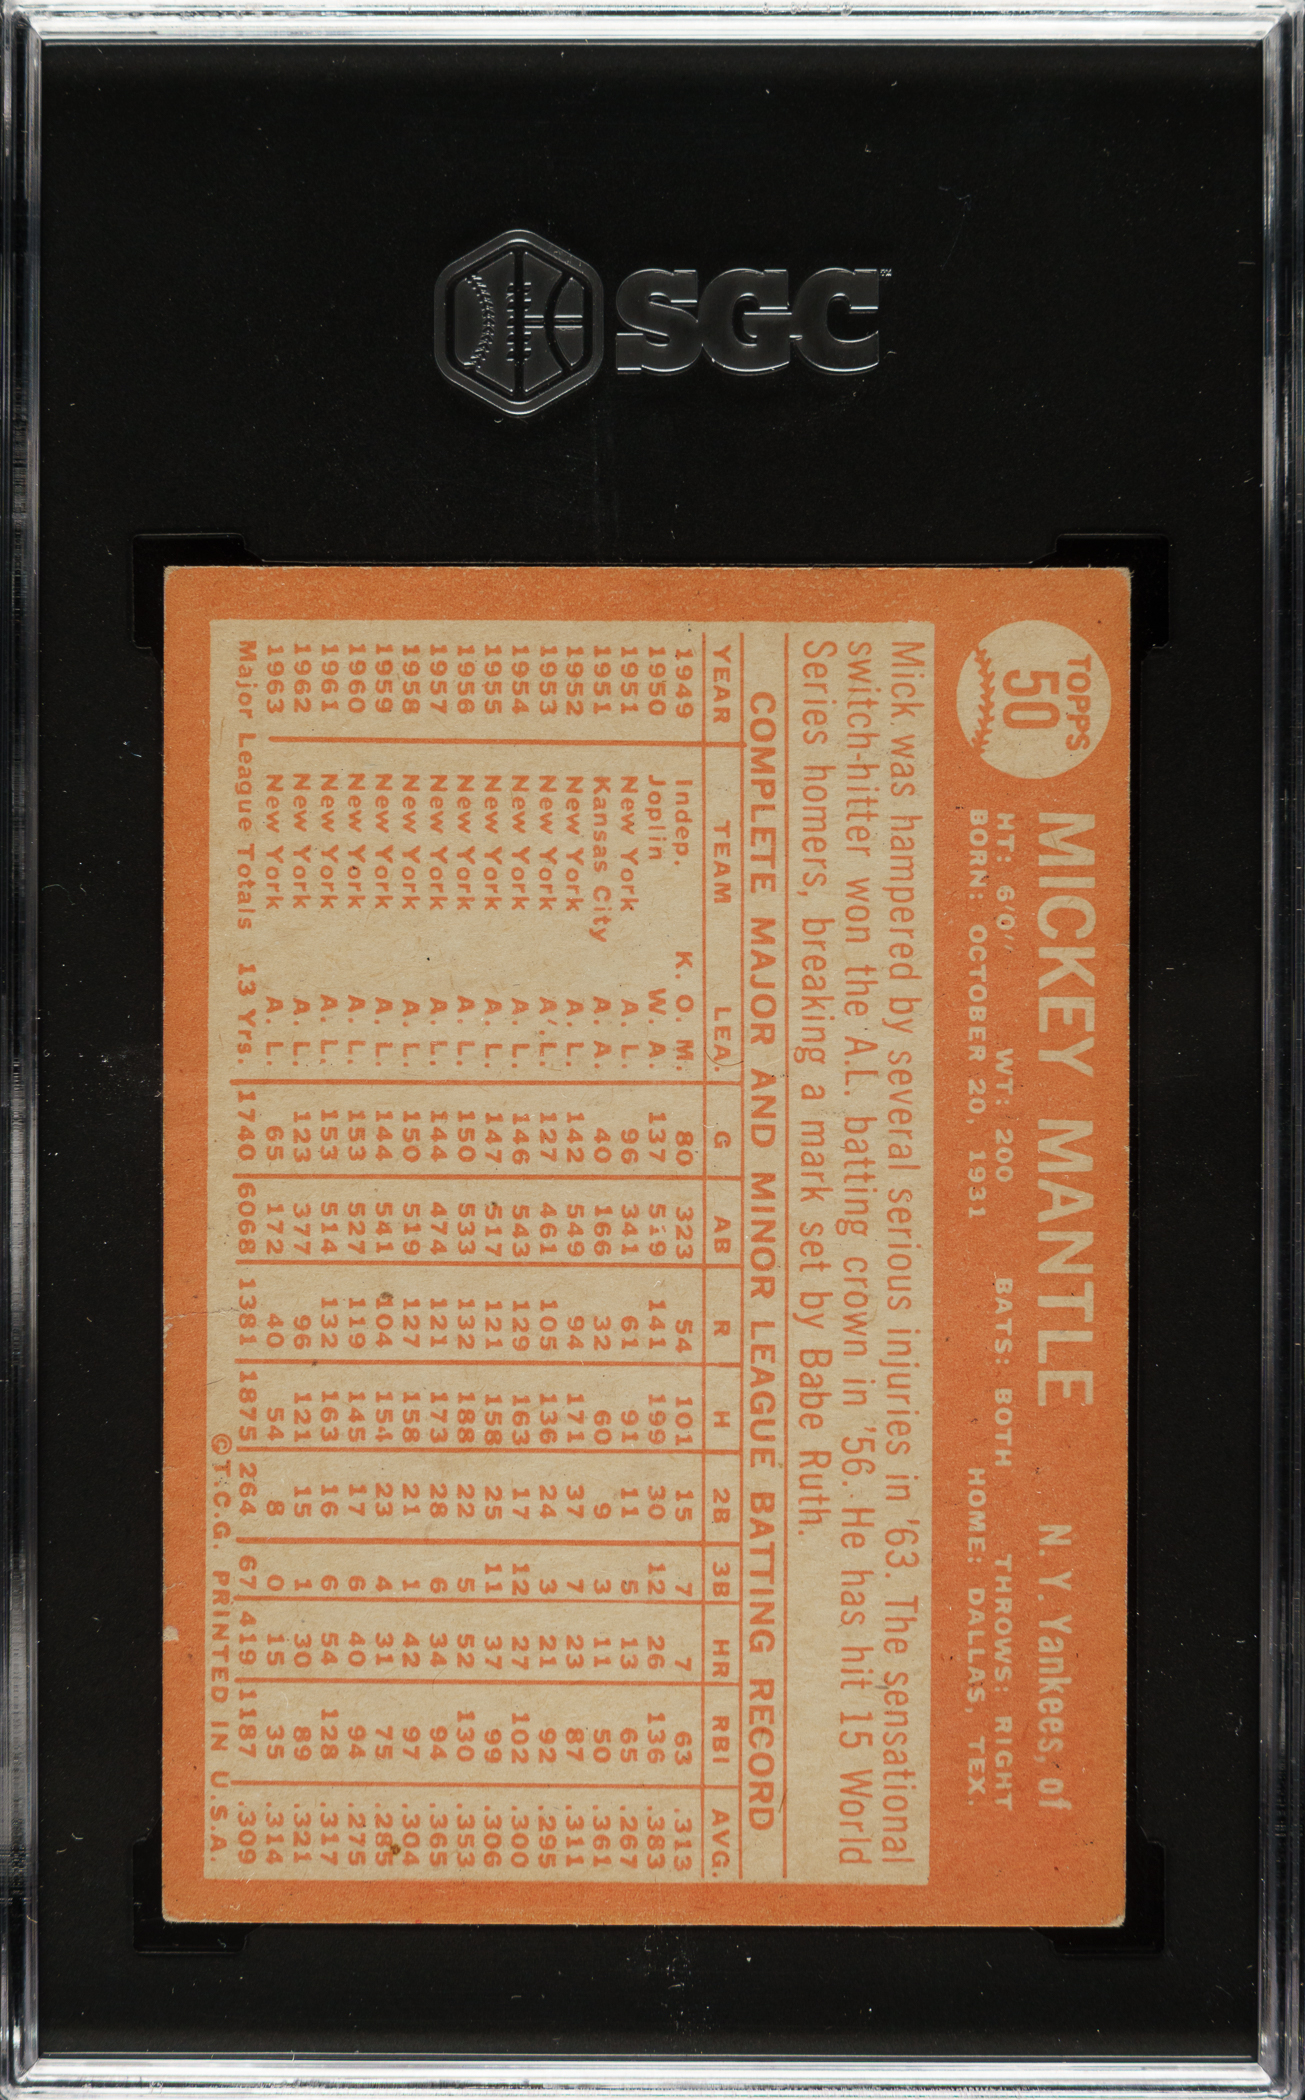 SGC
TOPPS
50
MICKEY MANTLE N. Y. Yankees, of
HT: 6'0" WT: 200 BATS: BOTH THROWS: RIGHT
BORN: OCTOBER 20, 1931 HOME: DALLAS, TEX.
Mick was hampered by several serious injuries in '63. The sensational
switch-hitter won the A.L. batting crown in '56. He has hit 15 World
Series homers, breaking a mark set by Babe Ruth.
COMPLETE MAJOR AND MINOR LEAGUE BATTING RECORD
YEAR TEAM LEA G AB R H 2B 3B HR RBI AVG.
1949 Indep. K. O. M. 80 323 54 101 15 7 7 63 .313
1950 Joplin W. A. 137 519 141 199 30 12 26 136 .383
1951 New York A. L. 96 341 61 91 11 5 13 65 .267
1951 Kansas City A. A. 40 166 32 60 9 3 11 50 .361
1952 New York A. L. 142 549 94 171 37 7 23 87 .311
1953 New York A. L. 127 461 105 136 24 3 21 92 .295
1954 New York A. L. 146 543 129 163 17 12 27 102 .300
1955 New York A. L. 147 517 121 158 25 11 37 99 .306
1956 New York A. L. 150 533 132 188 22 5 52 130 .353
1957 New York A. L. 144 474 121 173 28 6 34 94 .365
1958 New York A. L. 150 519 127 158 21 1 42 97 .304
1959 New York A. L. 144 541 104 154 23 4 31 75 .285
1960 New York A. L. 153 527 119 145 17 6 40 94 .275
1961 New York A. L. 153 514 132 163 16 6 54 128 .317
1962 New York A. L. 123 377 96 121 15 1 30 89 .321
1963 New York A. L. 65 172 40 54 8 0 15 35 .314
Major League Totals 13 Yrs. 1740 6068 1381 1875 264 67 419 1187 .309
©T.C.G. PRINTED IN U.S.A.